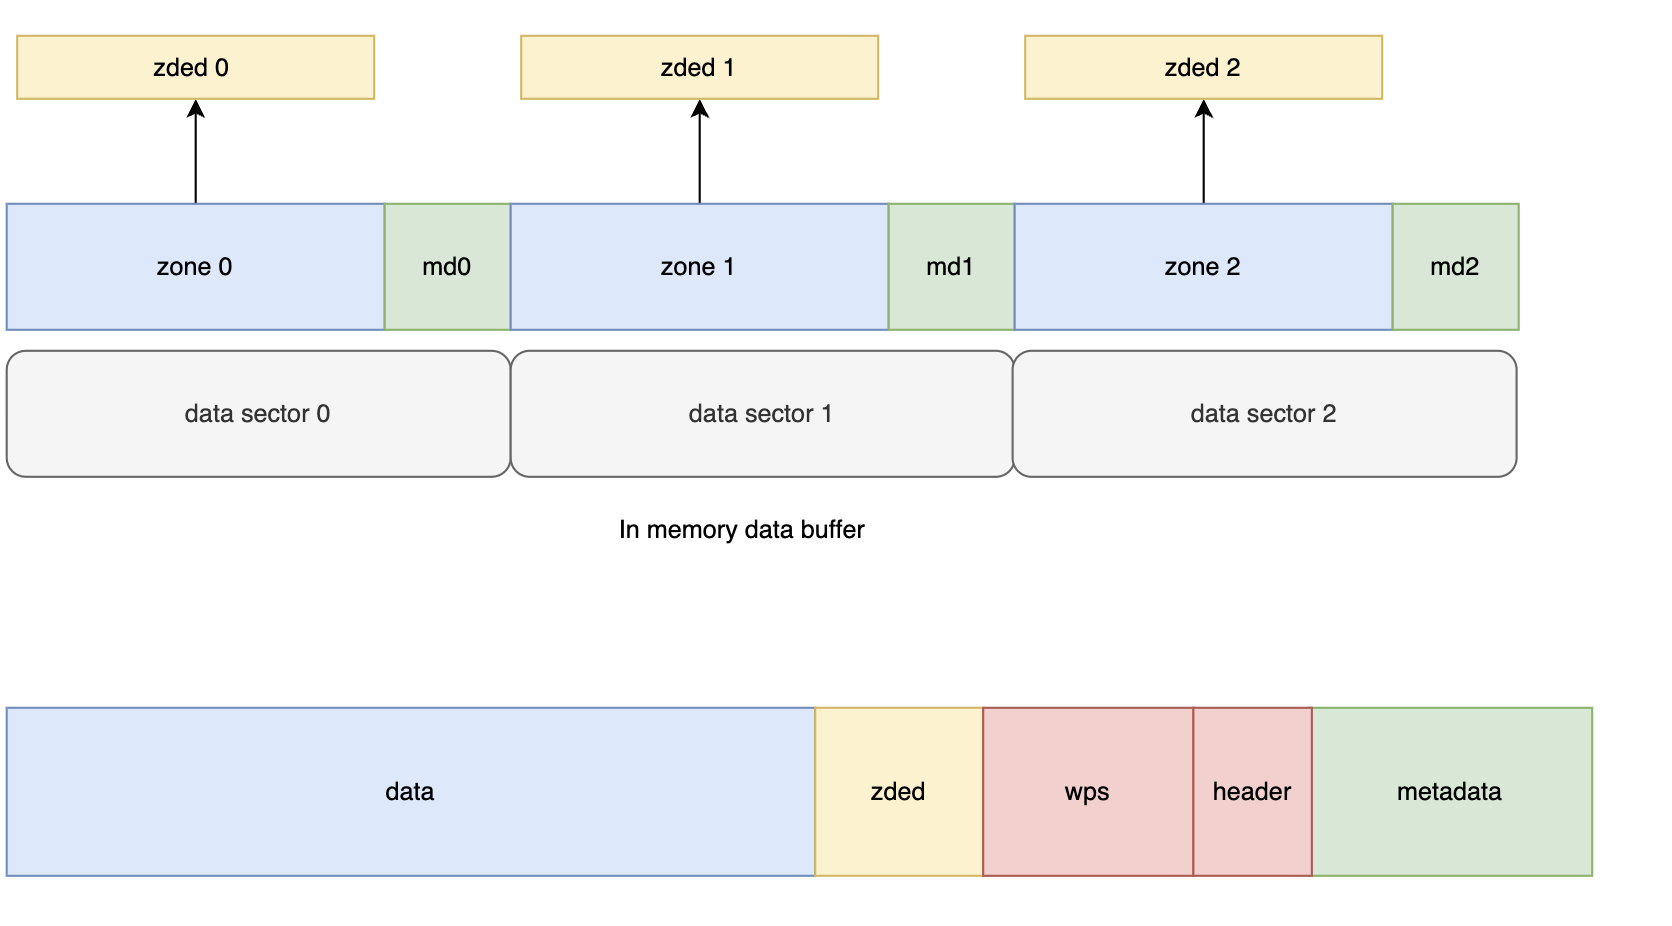 zded 0
zded 1
zded 2
zone 0
md0
zone 1
md1
zone 2
md2
data sector 0
data sector 1
data sector 2
In memory data buffer
data
zded
wps
header
metadata